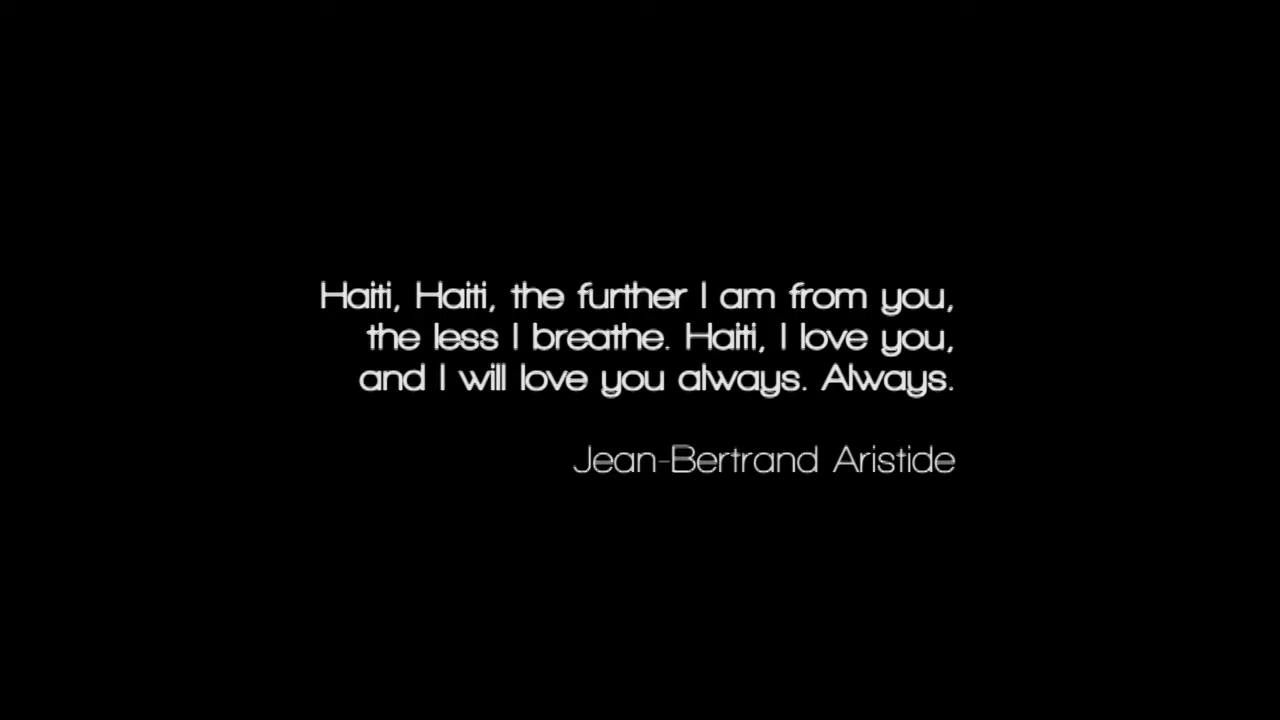 Haiti, Haiti, the further I am from you,
the less I breathe. Haiti, I love you,
and I will love you always. Always.
Jean-Bertrand Aristide